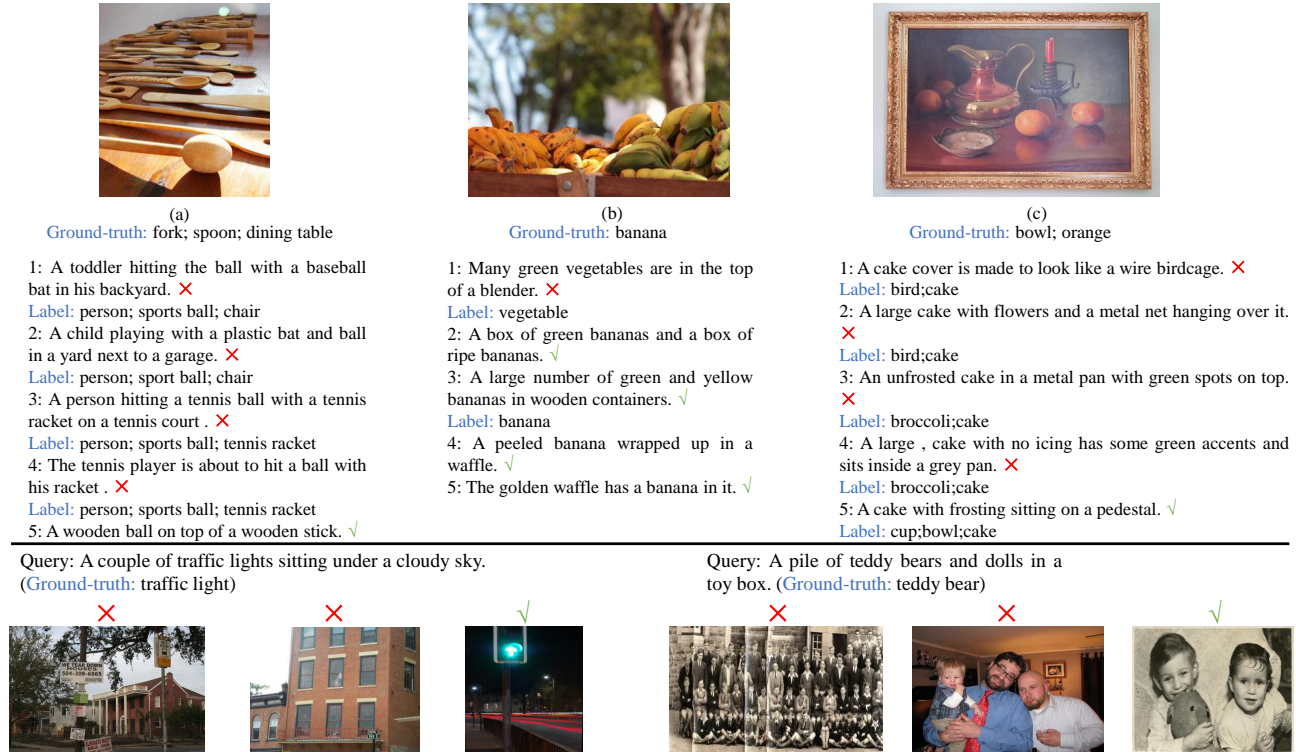 (a)
Ground-truth: fork; spoon; dining table
1: A toddler hitting the ball with a baseball
bat in his backyard. ✕
Label: person; sports ball; chair
2: A child playing with a plastic bat and ball
in a yard next to a garage. ✕
Label: person; sport ball; chair
3: A person hitting a tennis ball with a tennis
racket on a tennis court . ✕
Label: person; sports ball; tennis racket
4: The tennis player is about to hit a ball with
his racket . ✕
Label: person; sports ball; tennis racket
5: A wooden ball on top of a wooden stick. √
(b)
Ground-truth: banana
1: Many green vegetables are in the top
of a blender. ✕
Label: vegetable
2: A box of green bananas and a box of
ripe bananas. √
3: A large number of green and yellow
bananas in wooden containers. √
Label: banana
4: A peeled banana wrapped up in a
waffle. √
5: The golden waffle has a banana in it. √
(c)
Ground-truth: bowl; orange
1: A cake cover is made to look like a wire birdcage. ✕
Label: bird;cake
2: A large cake with flowers and a metal net hanging over it.
✕
Label: bird;cake
3: An unfrosted cake in a metal pan with green spots on top.
✕
Label: broccoli;cake
4: A large , cake with no icing has some green accents and
sits inside a grey pan. ✕
Label: broccoli;cake
5: A cake with frosting sitting on a pedestal. √
Label: cup;bowl;cake
Query: A couple of traffic lights sitting under a cloudy sky.
(Ground-truth: traffic light)
✕ ✕ √
WE TEAR DOWN
HOUSES
504-309-6865
Query: A pile of teddy bears and dolls in a
toy box. (Ground-truth: teddy bear)
✕ ✕ √